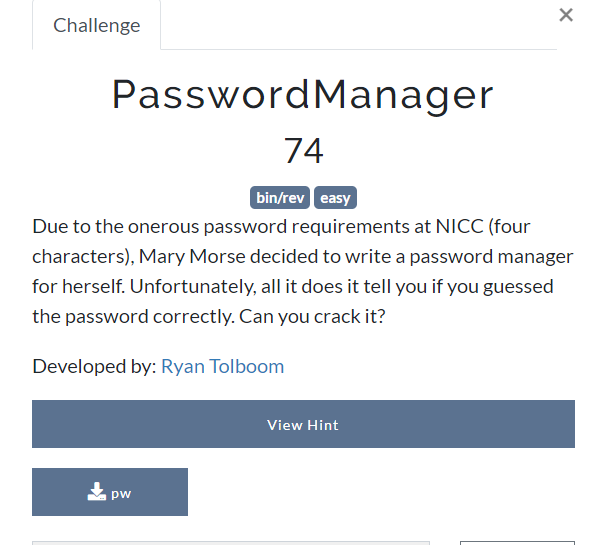 Challenge
×
PasswordManager
74
bin/rev easy
Due to the onerous password requirements at NICC (four
characters), Mary Morse decided to write a password manager
for herself. Unfortunately, all it does it tell you if you guessed
the password correctly. Can you crack it?
Developed by: Ryan Tolboom
View Hint
pw